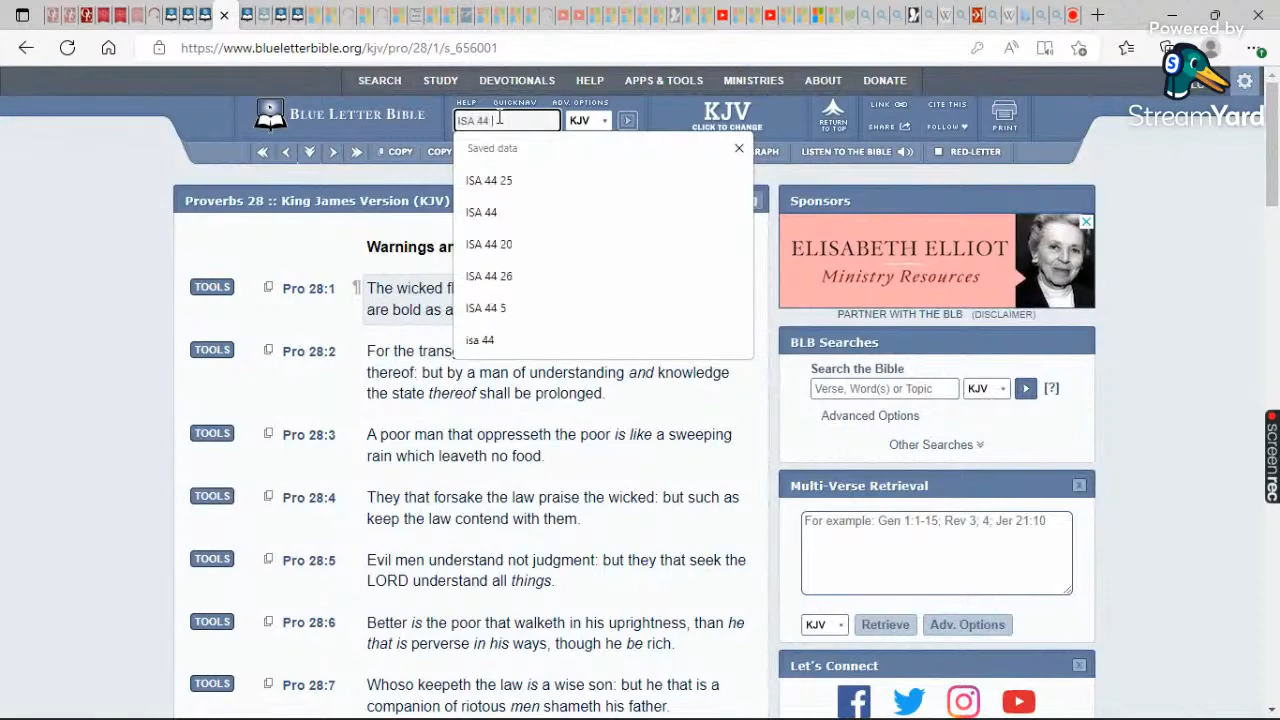 Powered by
StreamYard
https://www.blueletterbible.org/kjv/pro/28/1/s_656001
SEARCH STUDY DEVOTIONALS HELP APPS & TOOLS MINISTRIES ABOUT DONATE
HELP QUICKNAV ADV. OPTIONS
BLUE LETTER BIBLE
ISA 44
KJV
KJV
CLICK TO CHANGE
RETURN
TO TOP
LINK
CITE THIS
SHARE
FOLLOW
PRINT
COPY
COPY
LISTEN TO THE BIBLE
RED-LETTER
Saved data
ISA 44 25
ISA 44
ISA 44 20
ISA 44 26
ISA 44 5
isa 44
Proverbs 28 :: King James Version (KJV)
TOOLS Pro 28:1 ¶ The wicked
TOOLS Pro 28:2 For the
thereof: but by a man of understanding and knowledge
the state thereof shall be prolonged.
TOOLS Pro 28:3 A poor man that oppresseth the poor is like a sweeping
rain which leaveth no food.
TOOLS Pro 28:4 They that forsake the law praise the wicked: but such as
keep the law contend with them.
TOOLS Pro 28:5 Evil men understand not judgment: but they that seek the
LORD understand all things.
TOOLS Pro 28:6 Better is the poor that walketh in his uprightness, than he
that is perverse in his ways, though he be rich.
TOOLS Pro 28:7 Whoso keepeth the law is a wise son: but he that is a
companion of riotous men shameth his father.
Sponsors
ELISABETH ELLIOT
Ministry Resources
PARTNER WITH THE BLB (DISCLAIMER)
BLB Searches
Search the Bible
Verse, Word(s) or Topic
KJV
[?]
Advanced Options
Other Searches
Multi-Verse Retrieval
For example: Gen 1:1-15; Rev 3; 4; Jer 21:10
KJV
Retrieve
Adv. Options
Let's Connect
screenrec